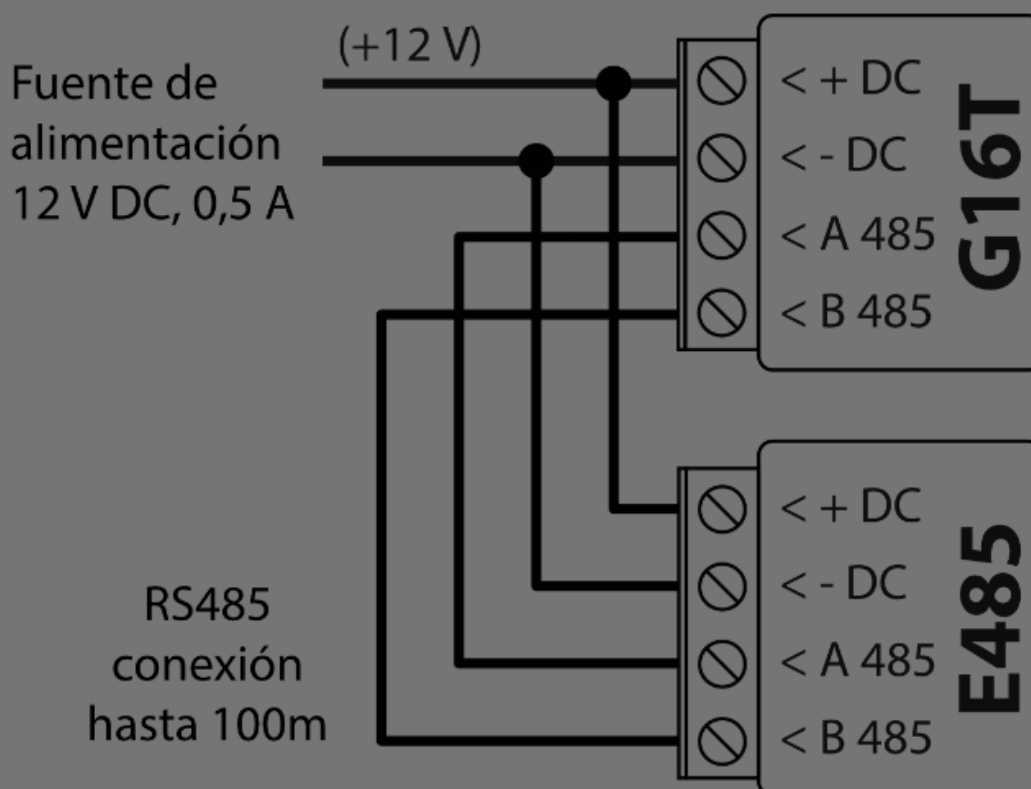 (+12 V)
Fuente de
alimentación
12 V DC, 0,5 A
< + DC
< - DC
< A 485
< B 485
G16T
< + DC
< - DC
< A 485
< B 485
E485
RS485
conexión
hasta 100m